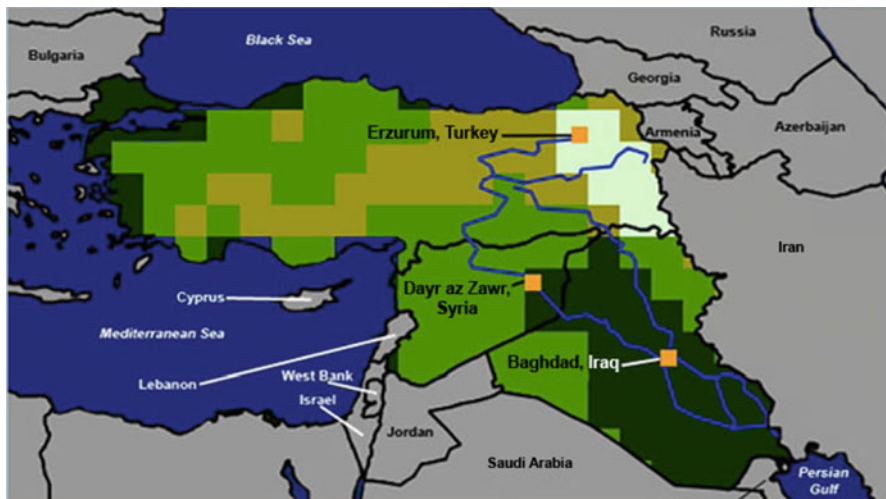 Black Sea
Russia
Bulgaria
Georgia
Erzurum, Turkey
Armenia
Azerbaijan
Iran
Dayr az Zawr,
Syria
Cyprus
Mediterranean Sea
Baghdad, Iraq
Lebanon
West Bank
Israel
Jordan
Saudi Arabia
Persian
Gulf